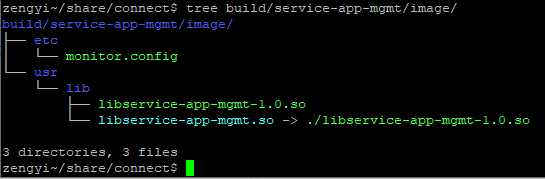 zengyi~/share/connect$ tree build/service-app-mgmt/image/
build/service-app-mgmt/image/
├── etc
│   └── monitor.config
└── usr
    └── lib
        ├── libservice-app-mgmt-1.0.so
        └── libservice-app-mgmt.so -> ./libservice-app-mgmt-1.0.so
3 directories, 3 files
zengyi~/share/connect$